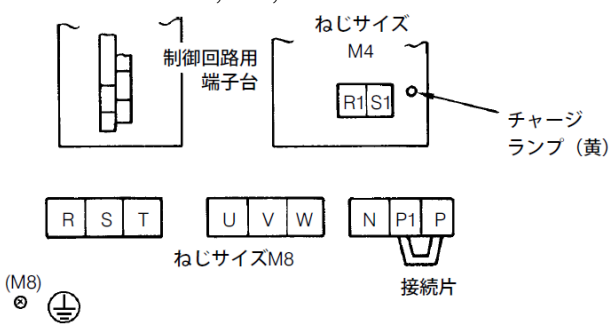 ねじサイズ
M4
制御回路用
端子台
R1 S1
チャージ
ランプ（黄）
R S T
U V W
N P1 P
ねじサイズM8
接続片
(M8)